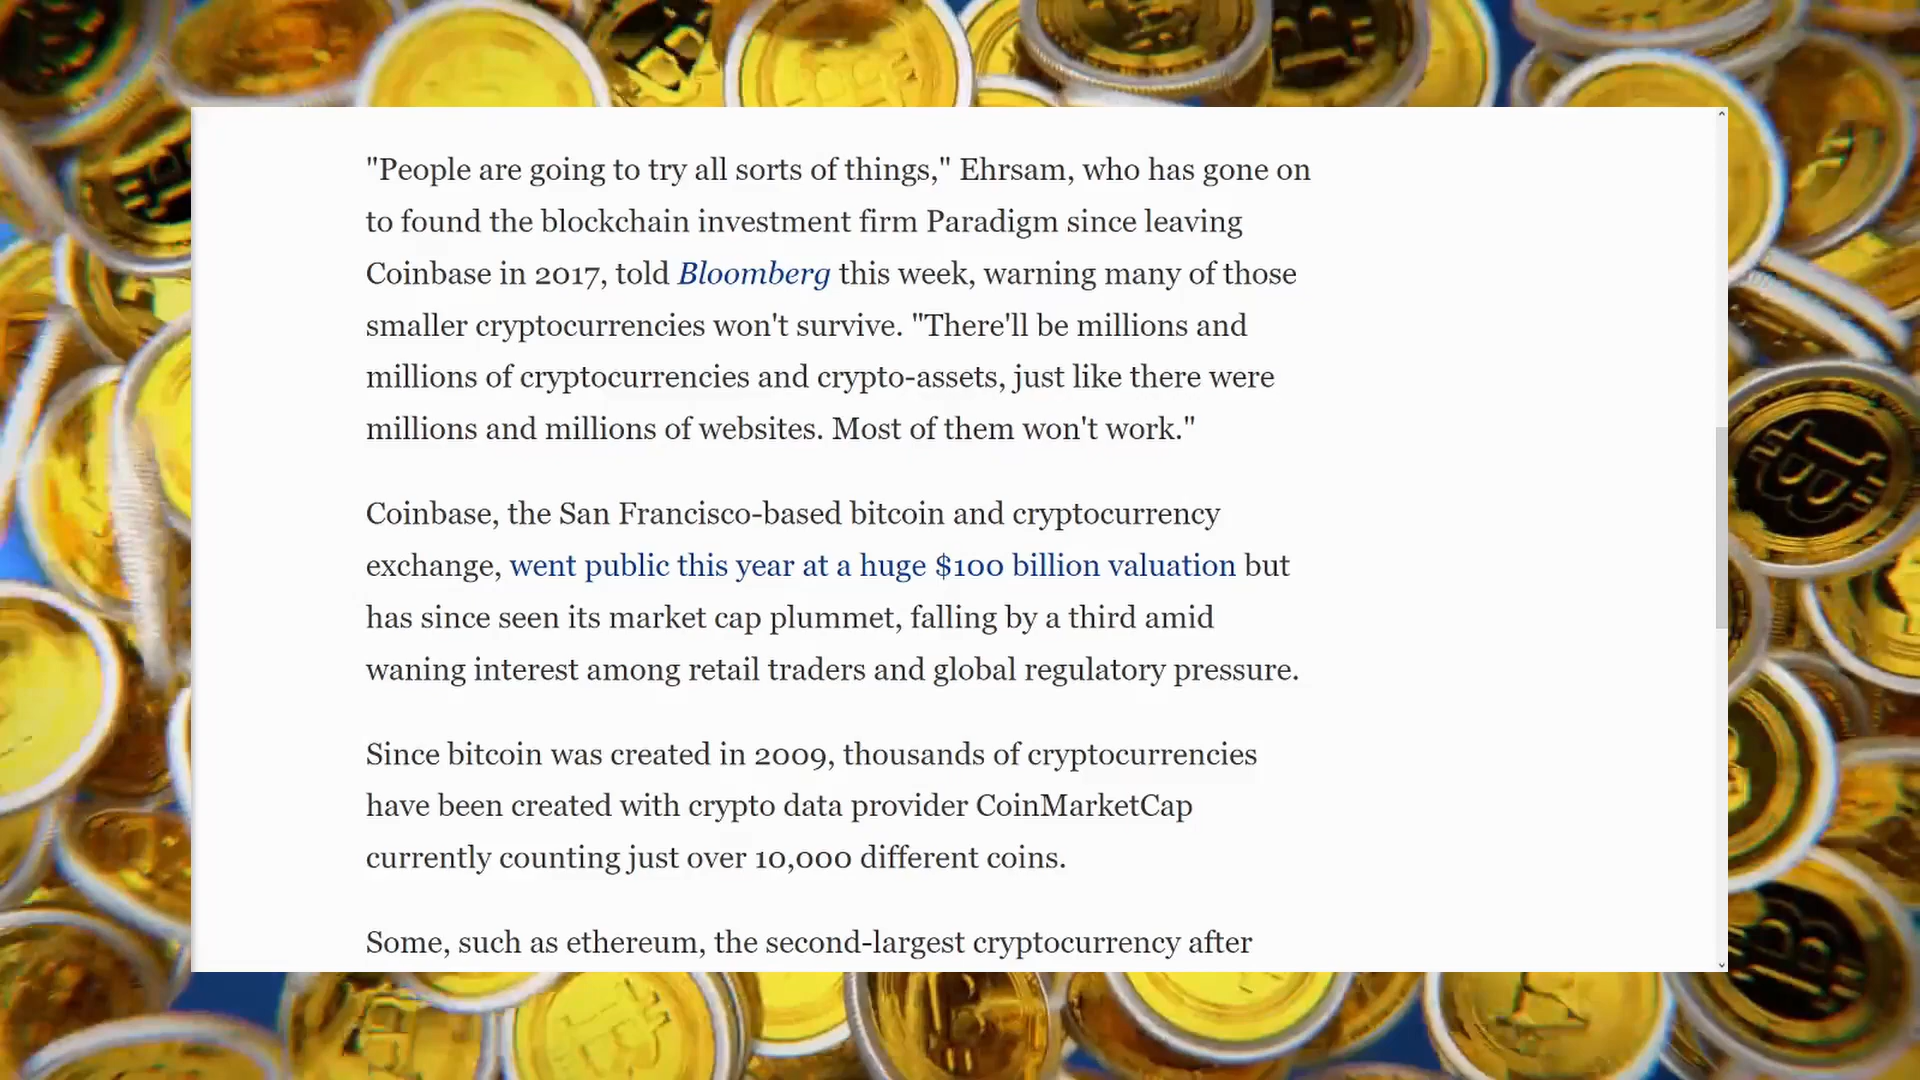 "People are going to try all sorts of things," Ehrsam, who has gone on
to found the blockchain investment firm Paradigm since leaving
Coinbase in 2017, told Bloomberg this week, warning many of those
smaller cryptocurrencies won't survive. "There'll be millions and
millions of cryptocurrencies and crypto-assets, just like there were
millions and millions of websites. Most of them won't work."
Coinbase, the San Francisco-based bitcoin and cryptocurrency
exchange, went public this year at a huge $100 billion valuation but
has since seen its market cap plummet, falling by a third amid
waning interest among retail traders and global regulatory pressure.
Since bitcoin was created in 2009, thousands of cryptocurrencies
have been created with crypto data provider CoinMarketCap
currently counting just over 10,000 different coins.
Some, such as ethereum, the second-largest cryptocurrency after